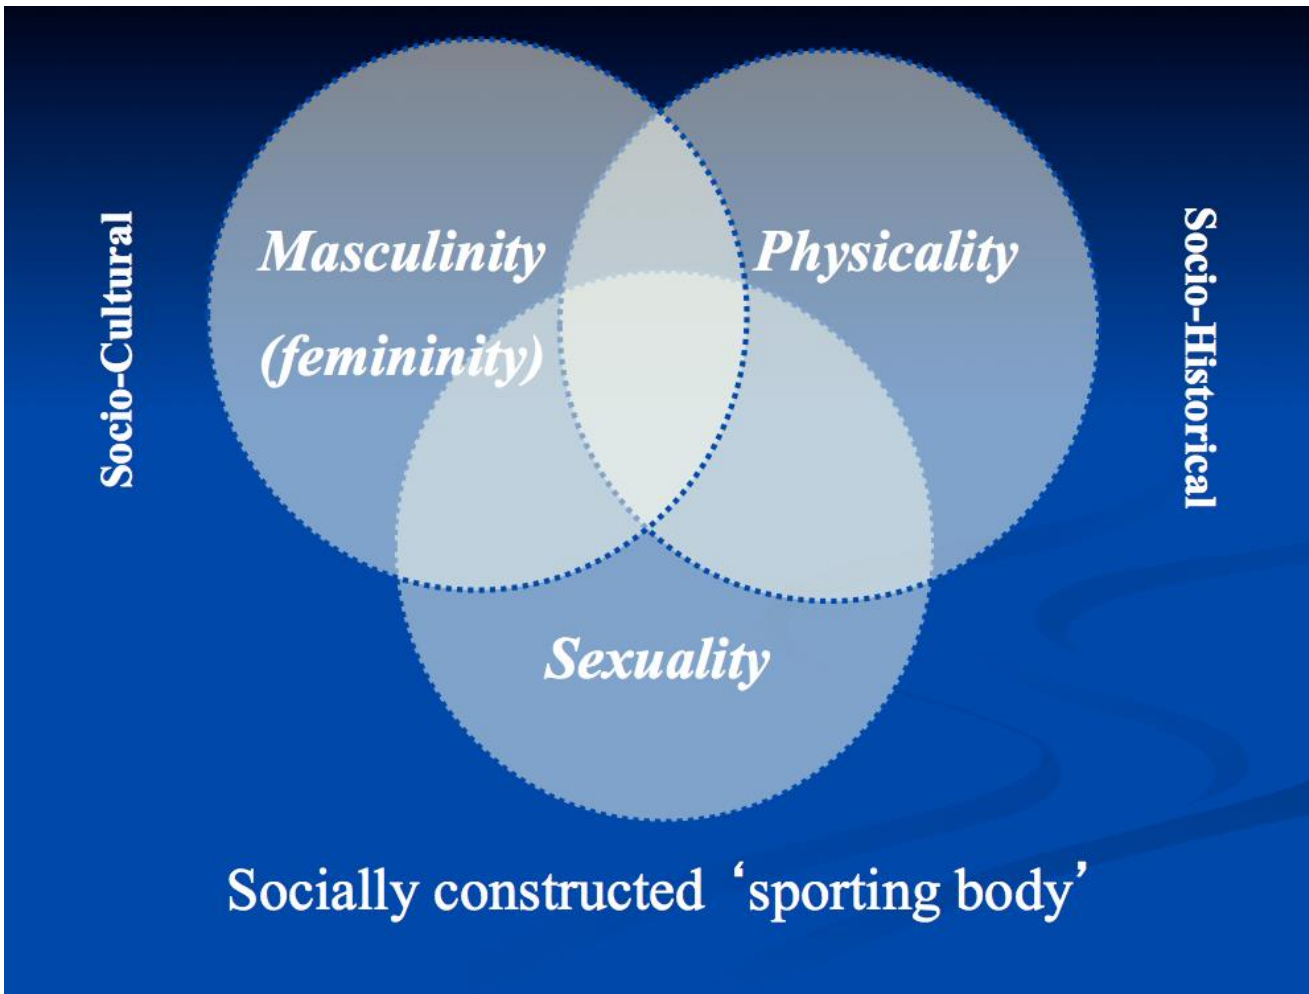 Masculinity
(femininity)
Physicality
Socio-Cultural
Socio-Historical
Sexuality
Socially constructed ‘sporting body’